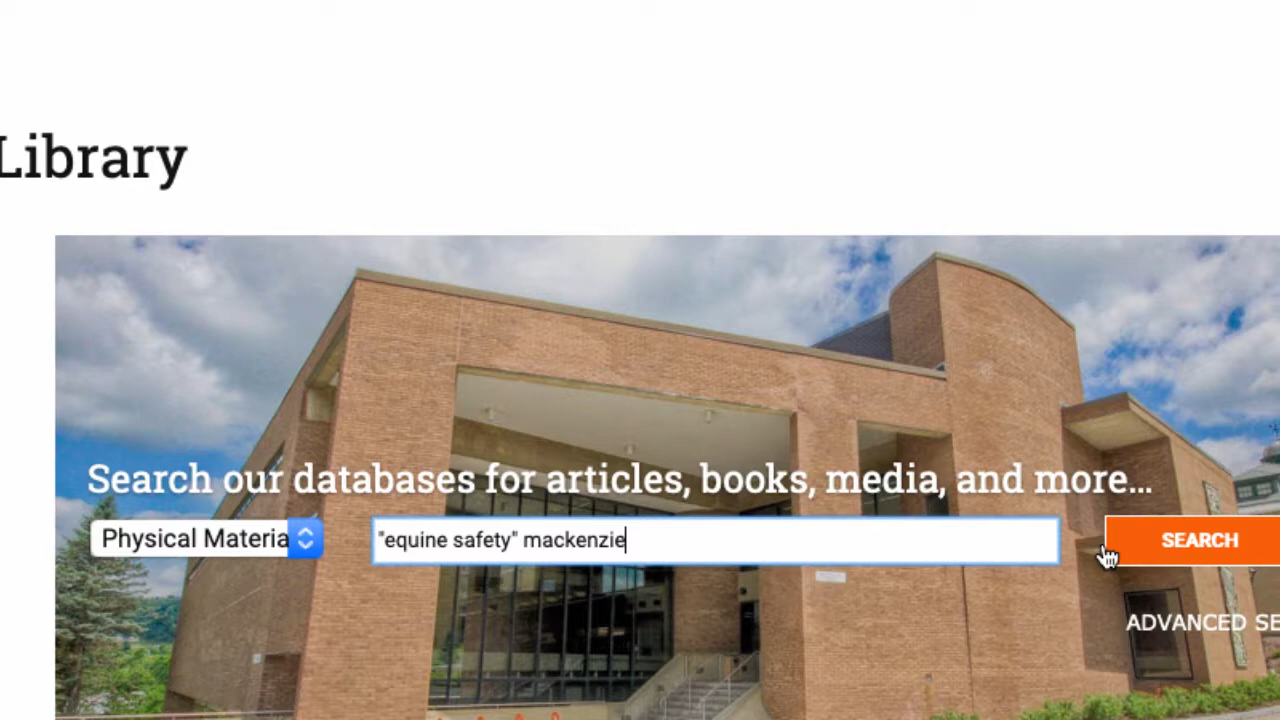 Library
Search our databases for articles, books, media, and more...
Physical Materia
"equine safety" mackenzie
SEARCH
ADVANCED SE